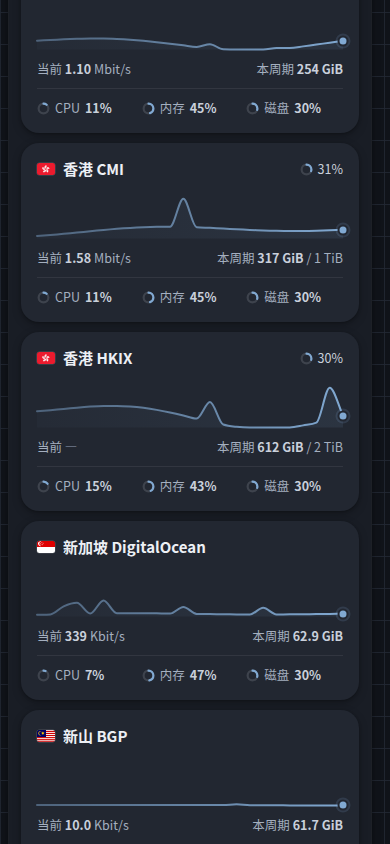 当前 1.10 Mbit/s 本周期 254 GiB
CPU 11% 内存 45% 磁盘 30%
香港 CMI 31%
当前 1.58 Mbit/s 本周期 317 GiB / 1 TiB
CPU 11% 内存 45% 磁盘 30%
香港 HKIX 30%
当前 — 本周期 612 GiB / 2 TiB
CPU 15% 内存 43% 磁盘 30%
新加坡 DigitalOcean
当前 339 Kbit/s 本周期 62.9 GiB
CPU 7% 内存 47% 磁盘 30%
新山 BGP
当前 10.0 Kbit/s 本周期 61.7 GiB